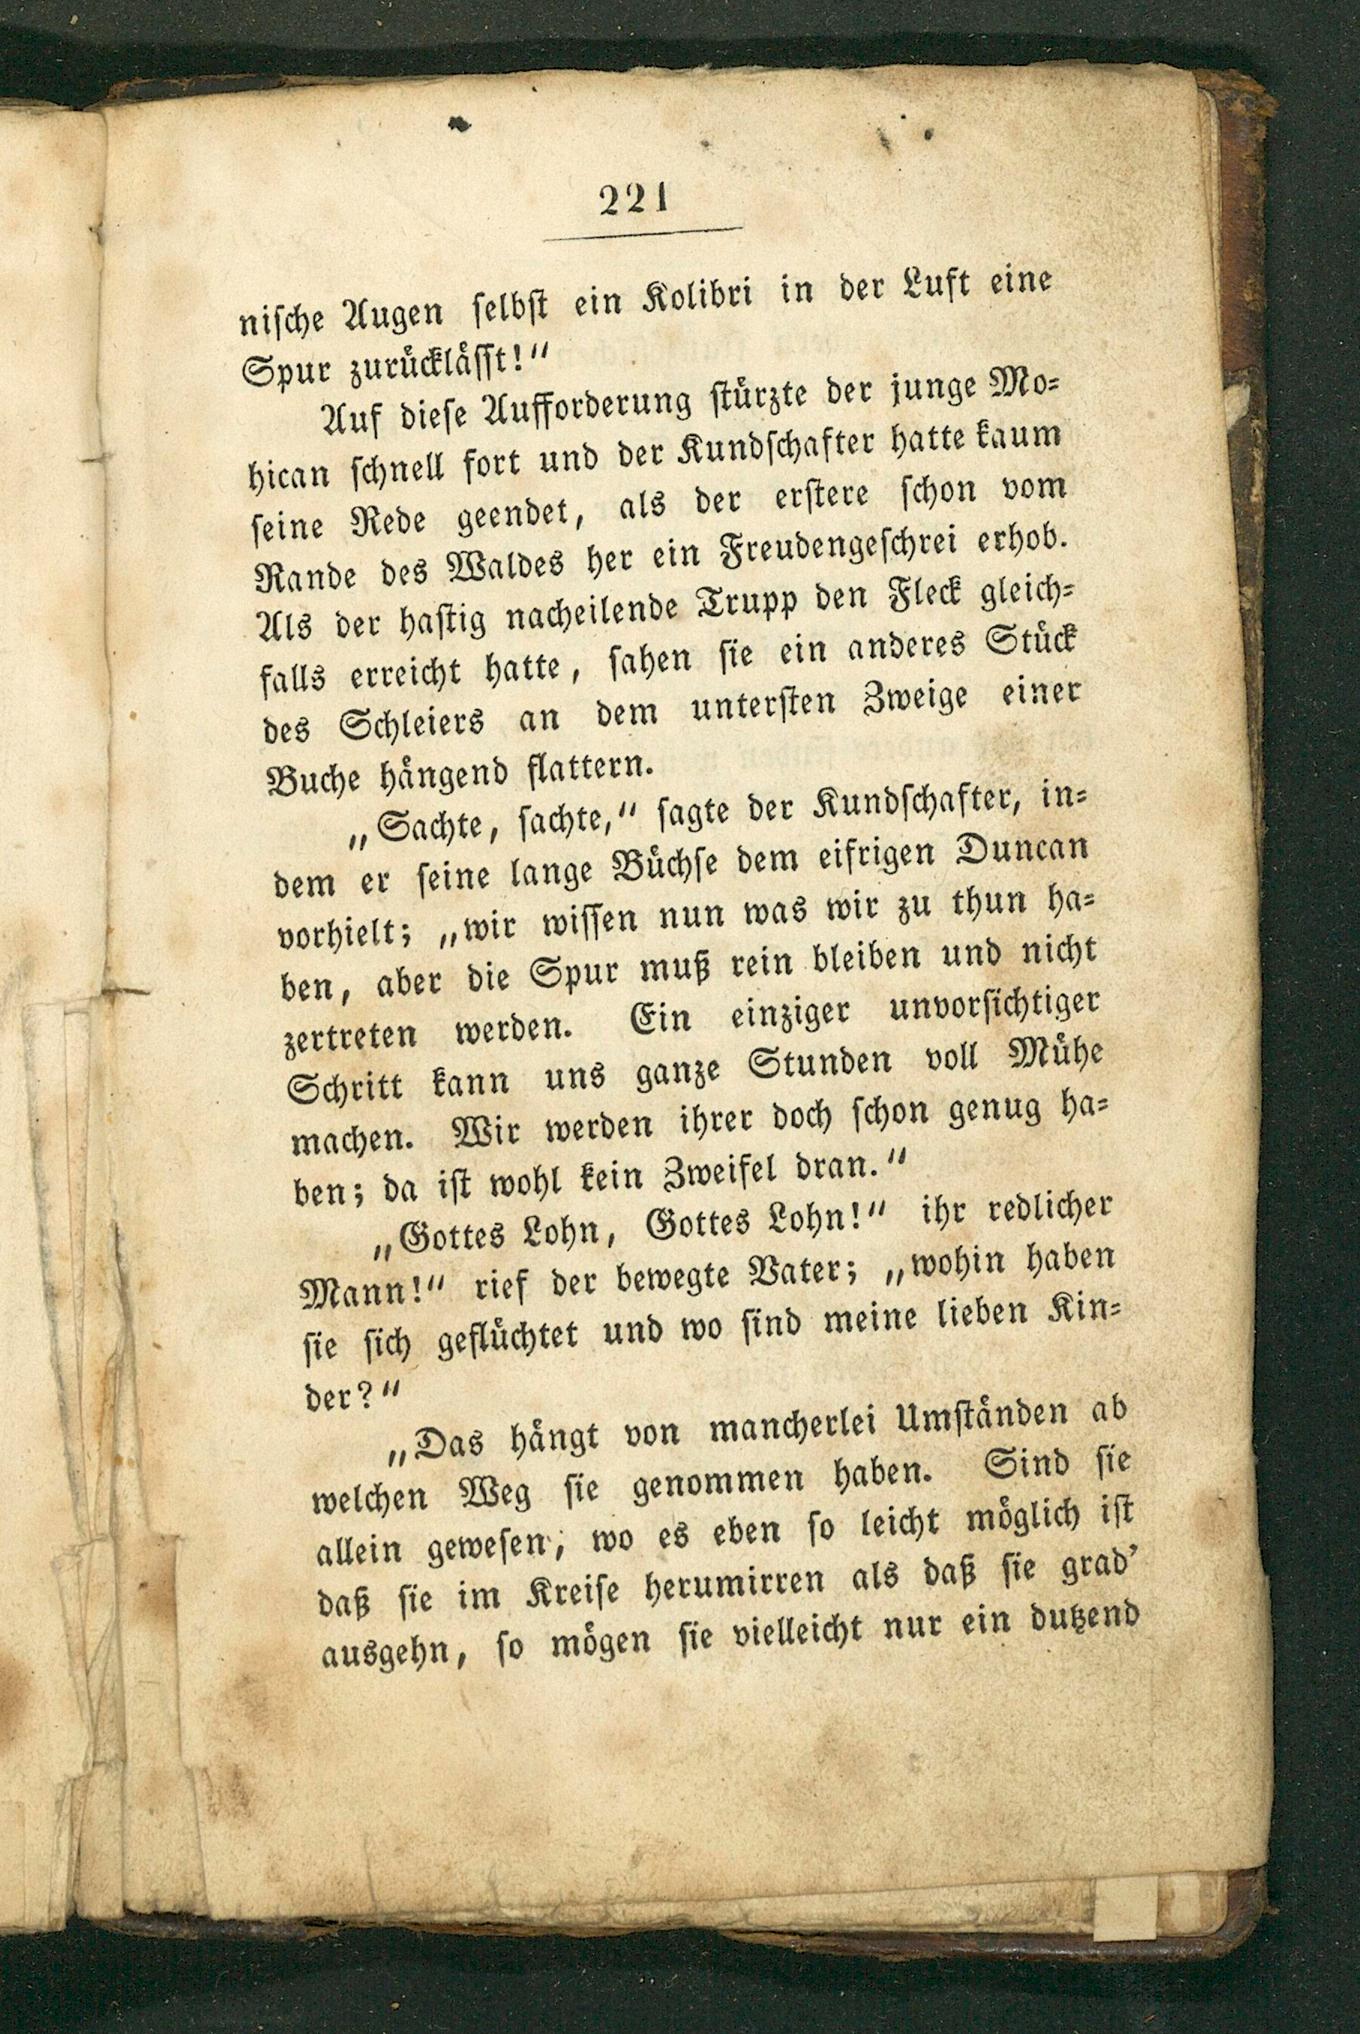 221
nische Augen selbst ein Kolibri in der Luft eine
Spur zurücklässt!“
Auf diese Aufforderung stürzte der junge Mo-
hican schnell fort und der Kundschafter hatte kaum
seine Rede geendet, als der erstere schon vom
Rande des Waldes her ein Freudengeschrei erhob.
Als der hastig nacheilende Trupp den Fleck gleich-
falls erreicht hatte, sahen sie ein anderes Stück
des Schleiers an dem untersten Zweige einer
Buche hängend flattern.
„Sachte, sachte,“ sagte der Kundschafter, in-
dem er seine lange Büchse dem eifrigen Duncan
vorhielt; „wir wissen nun was wir zu thun ha-
ben, aber die Spur muß rein bleiben und nicht
zertreten werden. Ein einziger unvorsichtiger
Schritt kann uns ganze Stunden voll Mühe
machen. Wir werden ihrer doch schon genug ha-
ben; da ist wohl kein Zweifel dran.“
„Gottes Lohn, Gottes Lohn!“ ihr redlicher
Mann!“ rief der bewegte Vater; „wohin haben
sie sich geflüchtet und wo sind meine lieben Kin-
der?“
„Das hängt von mancherlei Umständen ab
welchen Weg sie genommen haben. Sind sie
allein gewesen, wo es eben so leicht möglich ist
daß sie im Kreise herumirren als daß sie grad’
ausgehn, so mögen sie vielleicht nur ein dutzend